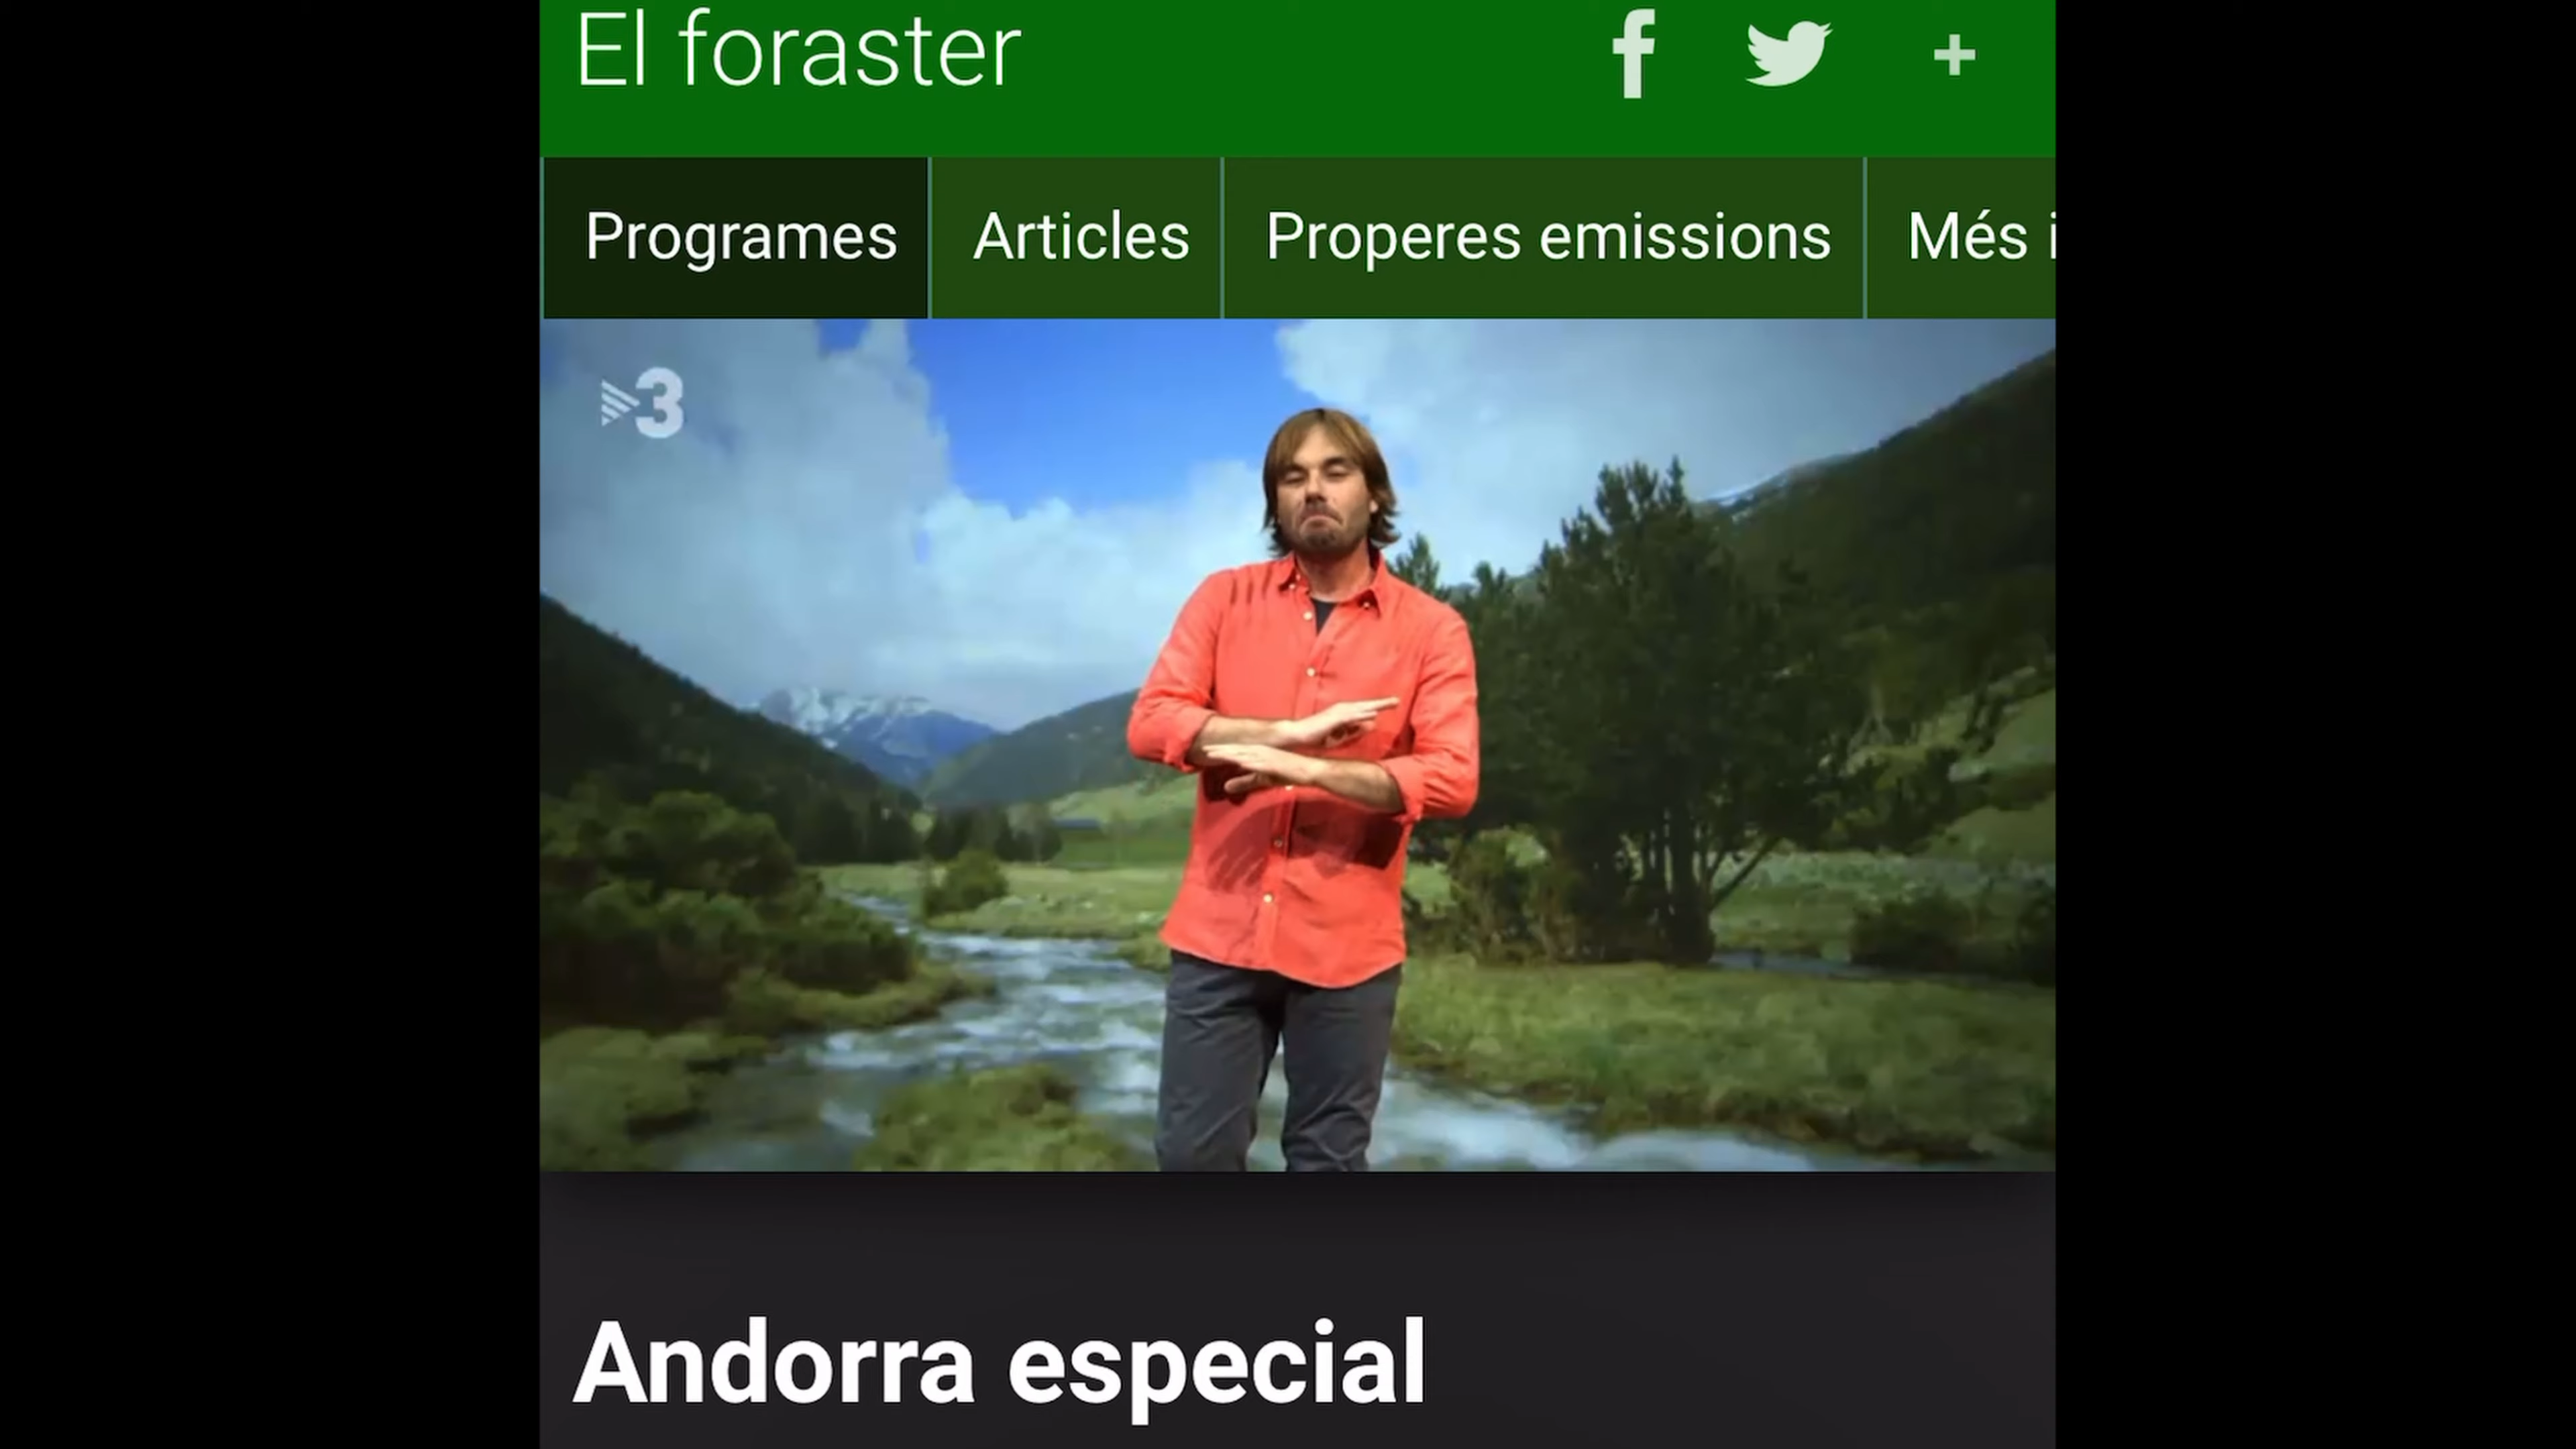 El foraster
Programes
Articles
Properes emissions
Més i
3
Andorra especial